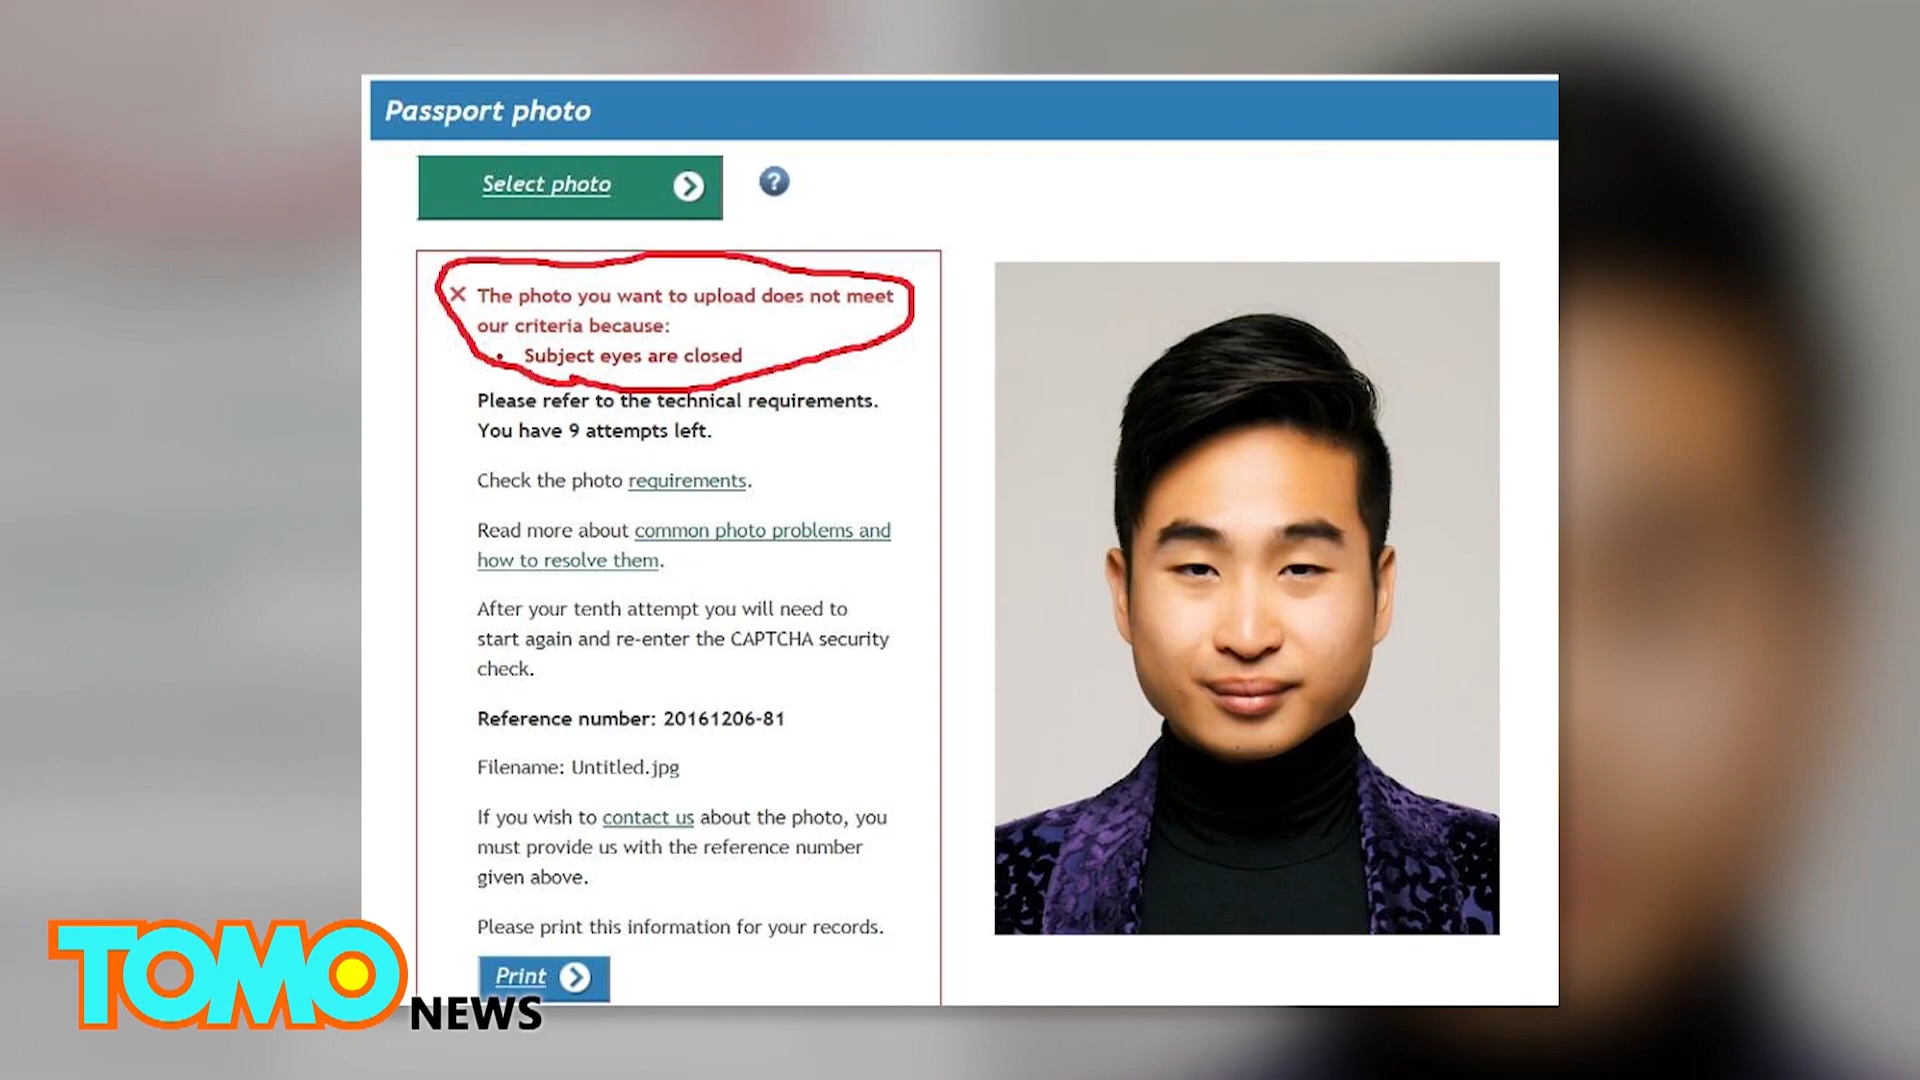 Passport photo
Select photo
?
The photo you want to upload does not meet
our criteria because:
• Subject eyes are closed
Please refer to the technical requirements.
You have 9 attempts left.
Check the photo requirements.
Read more about common photo problems and
how to resolve them.
After your tenth attempt you will need to
start again and re-enter the CAPTCHA security
check.
Reference number: 20161206-81
Filename: Untitled.jpg
If you wish to contact us about the photo, you
must provide us with the reference number
given above.
Please print this information for your records.
Print
TOMO
NEWS